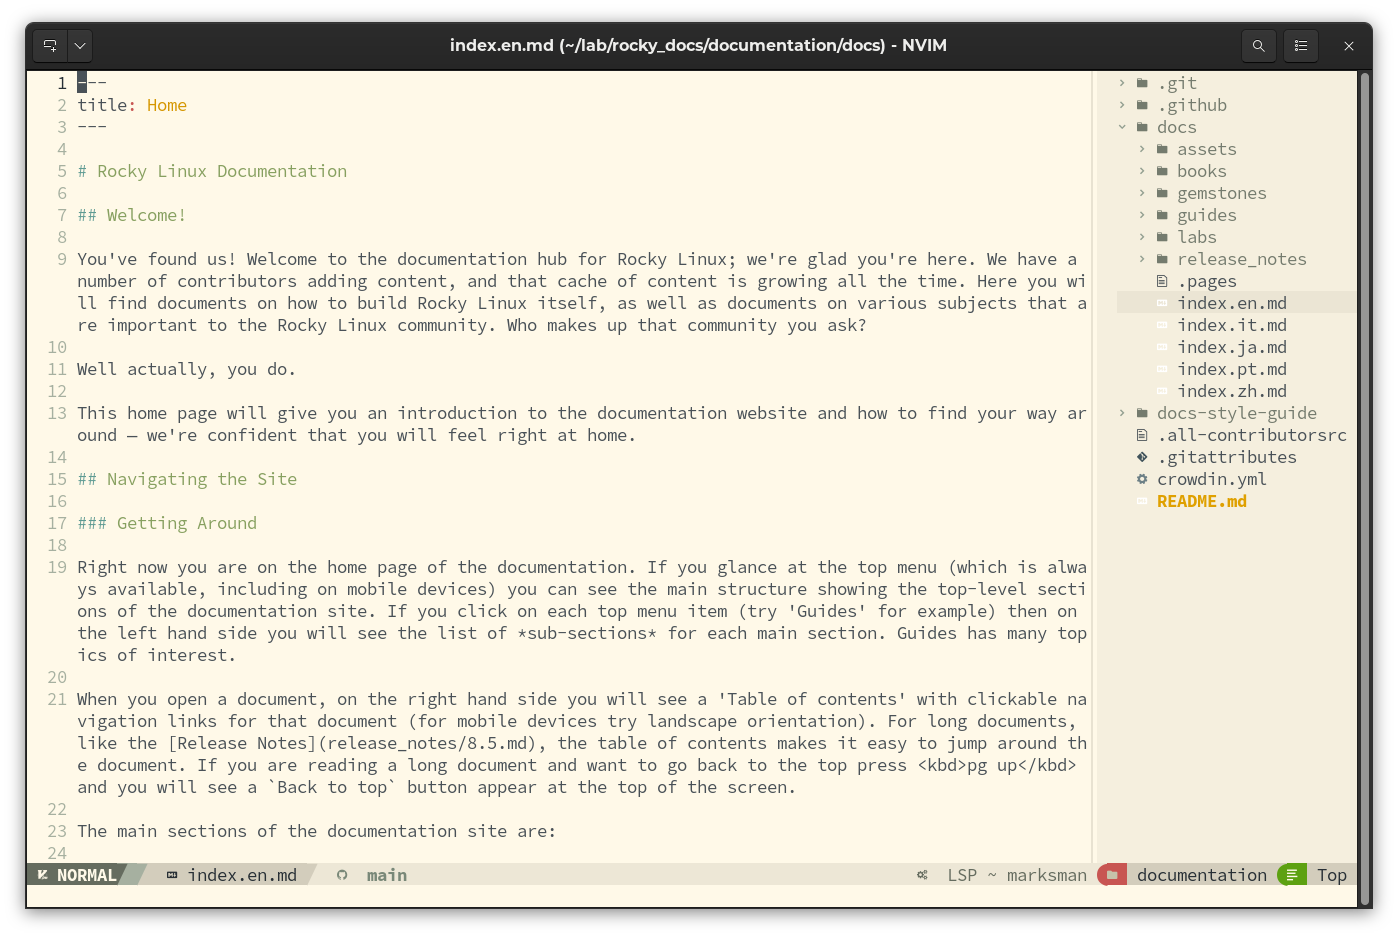 index.en.md (~/lab/rocky_docs/documentation/docs) - NVIM
1 ---
2 title: Home
3 ---
4
5 # Rocky Linux Documentation
6
7 ## Welcome!
8
9 You've found us! Welcome to the documentation hub for Rocky Linux; we're glad you're here. We have a
number of contributors adding content, and that cache of content is growing all the time. Here you wi
ll find documents on how to build Rocky Linux itself, as well as documents on various subjects that a
re important to the Rocky Linux community. Who makes up that community you ask?
10
11 Well actually, you do.
12
13 This home page will give you an introduction to the documentation website and how to find your way ar
ound — we're confident that you will feel right at home.
14
15 ## Navigating the Site
16
17 ### Getting Around
18
19 Right now you are on the home page of the documentation. If you glance at the top menu (which is alwa
ys available, including on mobile devices) you can see the main structure showing the top-level secti
ons of the documentation site. If you click on each top menu item (try 'Guides' for example) then on
the left hand side you will see the list of *sub-sections* for each main section. Guides has many top
ics of interest.
20
21 When you open a document, on the right hand side you will see a 'Table of contents' with clickable na
vigation links for that document (for mobile devices try landscape orientation). For long documents,
like the [Release Notes](release_notes/8.5.md), the table of contents makes it easy to jump around th
e document. If you are reading a long document and want to go back to the top press <kbd>pg up</kbd>
and you will see a `Back to top` button appear at the top of the screen.
22
23 The main sections of the documentation site are:
24
.git
.github
docs
assets
books
gemstones
guides
labs
release_notes
.pages
index.en.md
index.it.md
index.ja.md
index.pt.md
index.zh.md
docs-style-guide
.all-contributorsrc
.gitattributes
crowdin.yml
README.md
NORMAL index.en.md main LSP ~ marksman documentation Top